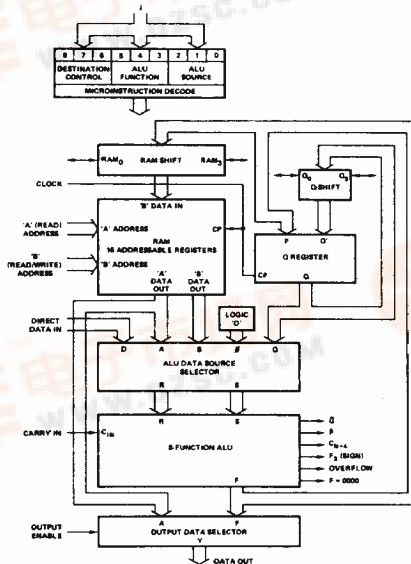 I
8 7 6 5 4 3 2 1 0
DESTINATION CONTROL
ALU FUNCTION
ALU SOURCE
MICROINSTRUCTION DECODE
RAM₀ RAM SHIFT RAM₃
Q₀ Q₃
Q-SHIFT
CLOCK
'B' DATA IN
'A' (READ) ADDRESS
'A' ADDRESS
RAM
16 ADDRESSABLE REGISTERS
CP
'B' (READ/WRITE) ADDRESS
'B' ADDRESS
'A' DATA OUT
'B' DATA OUT
F Q'
Q REGISTER
CP Q
DIRECT DATA IN
LOGIC '0'
D A B Ø Q
ALU DATA SOURCE SELECTOR
R S
CARRY IN
Cᵢₙ
R S
8-FUNCTION ALU
F
G̅
P̅
Cₙ₊₄
F₃ (SIGN)
OVERFLOW
F = 0000
OUTPUT ENABLE
A F
OUTPUT DATA SELECTOR
Y
DATA OUT